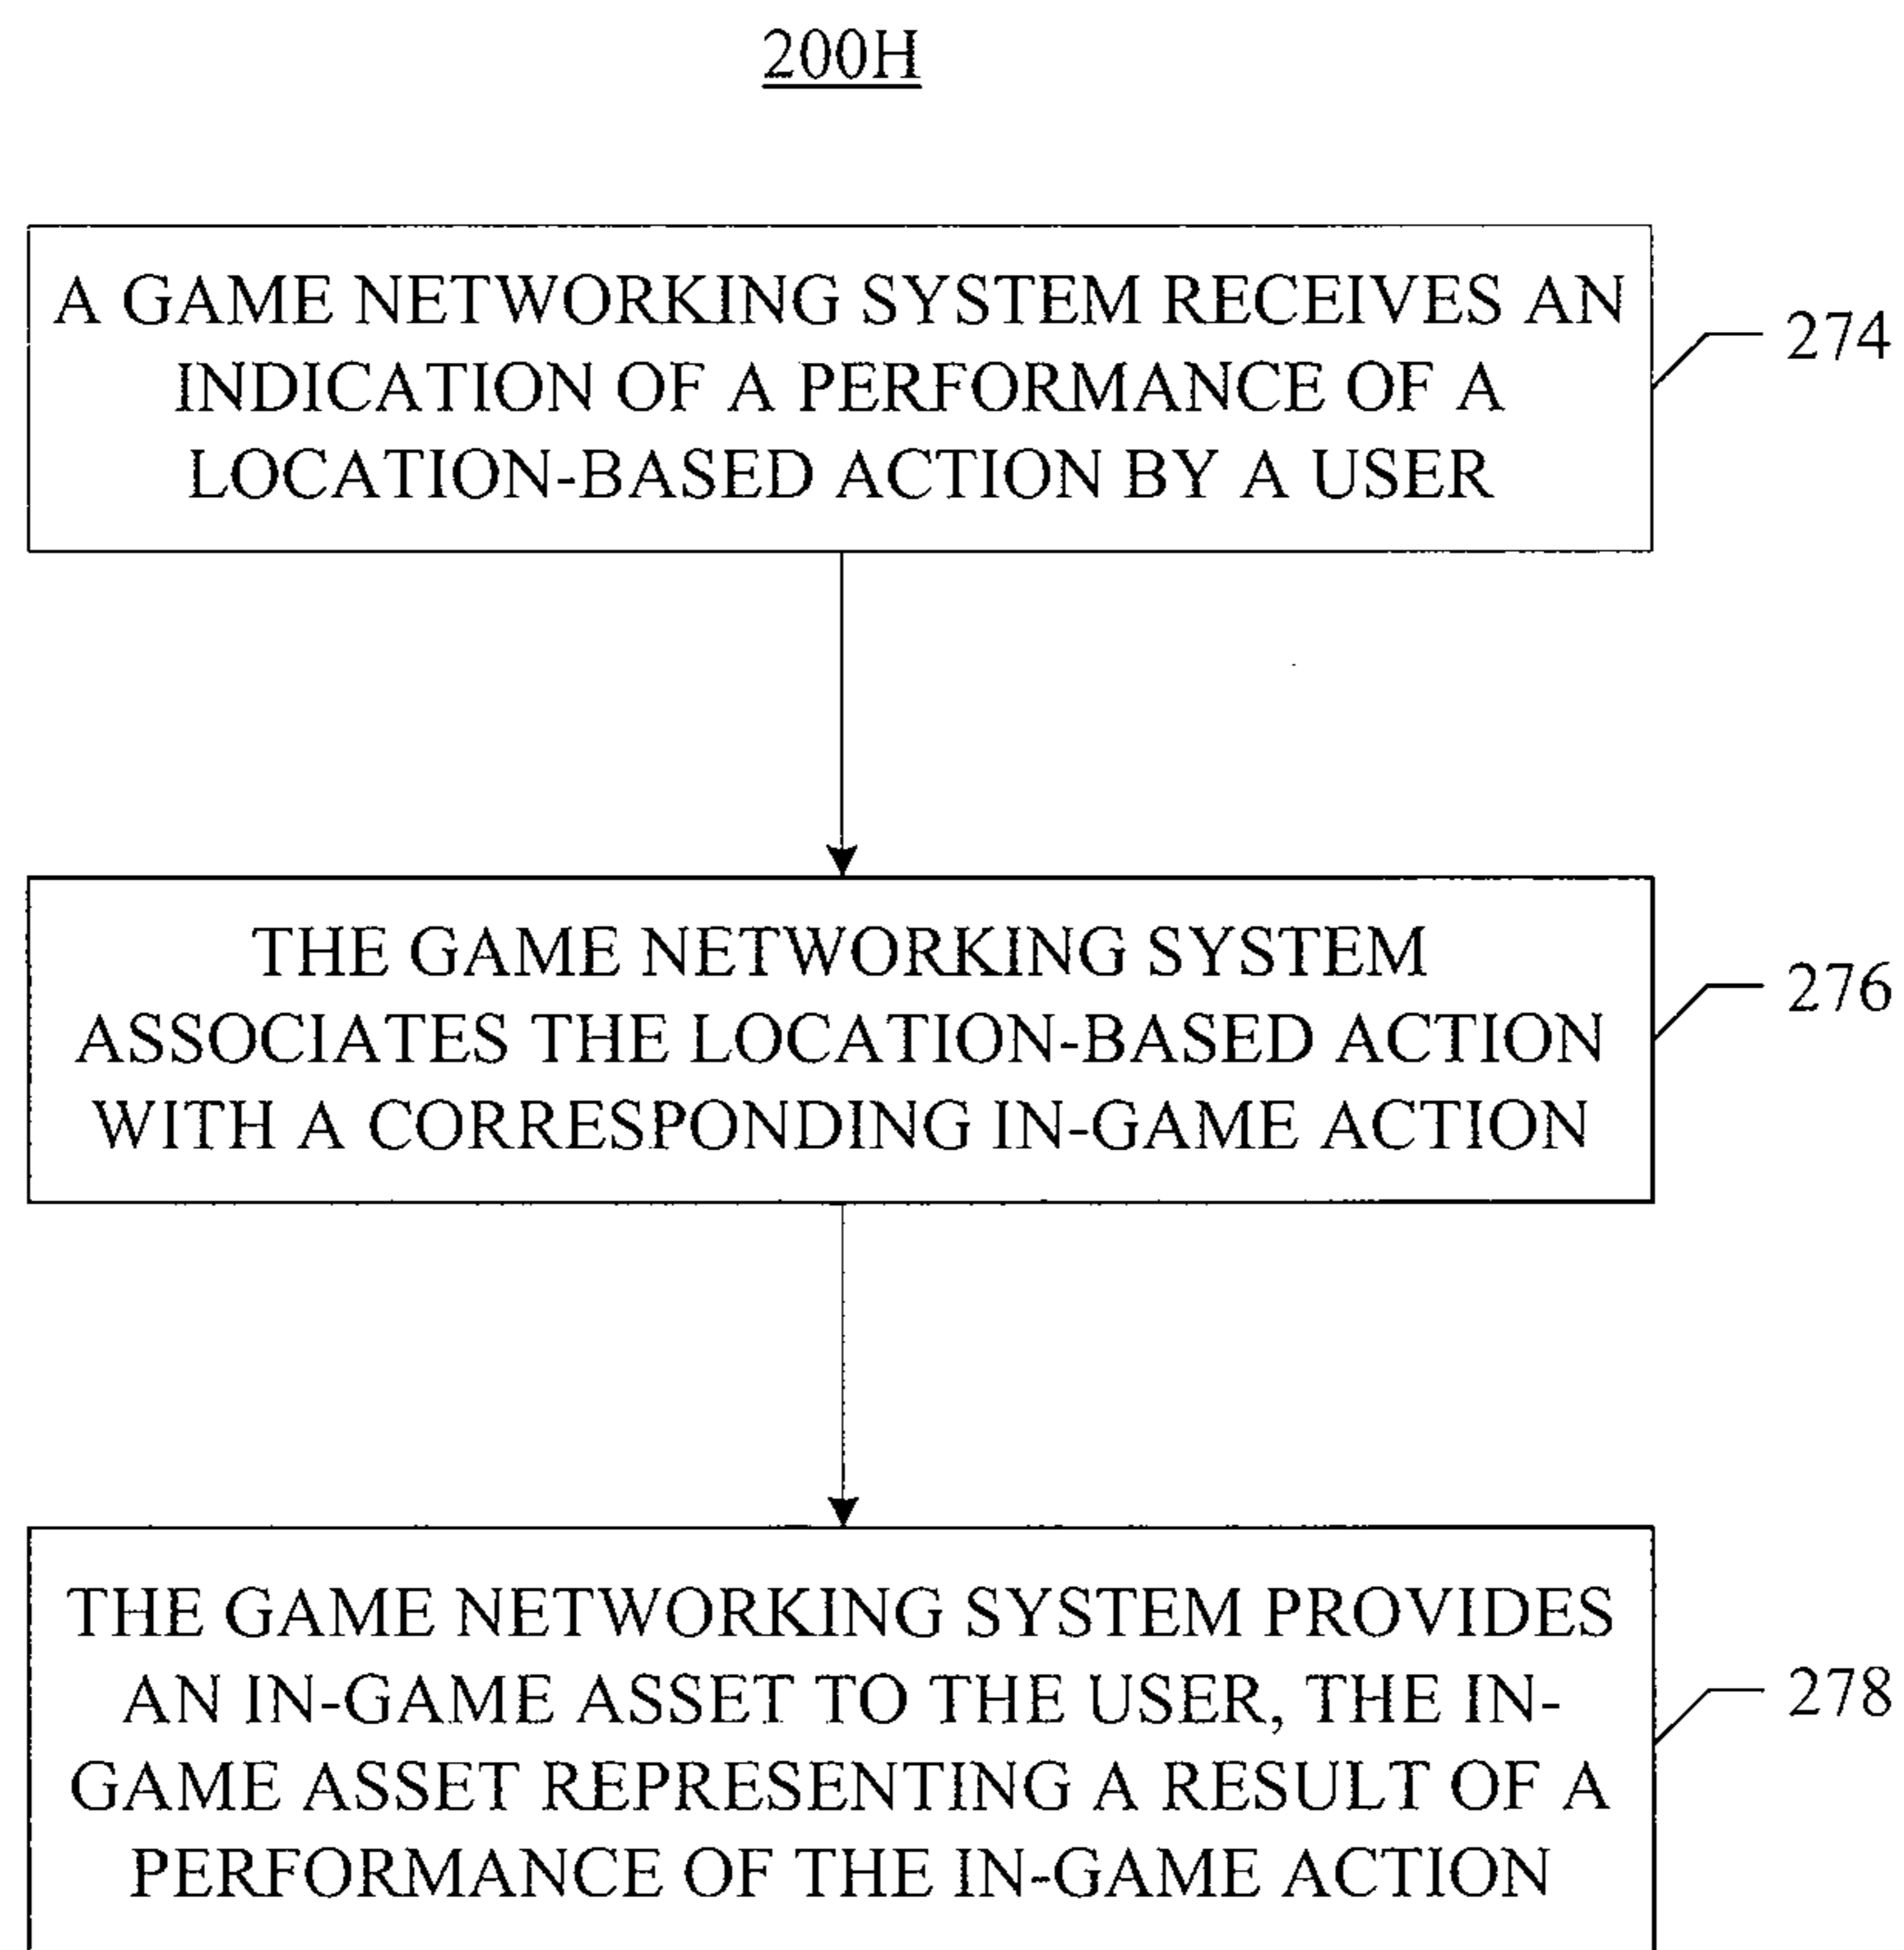 200H
A GAME NETWORKING SYSTEM RECEIVES AN
INDICATION OF A PERFORMANCE OF A
LOCATION-BASED ACTION BY A USER
274
THE GAME NETWORKING SYSTEM
ASSOCIATES THE LOCATION-BASED ACTION
WITH A CORRESPONDING IN-GAME ACTION
276
THE GAME NETWORKING SYSTEM PROVIDES
AN IN-GAME ASSET TO THE USER, THE IN-
GAME ASSET REPRESENTING A RESULT OF A
PERFORMANCE OF THE IN-GAME ACTION
278